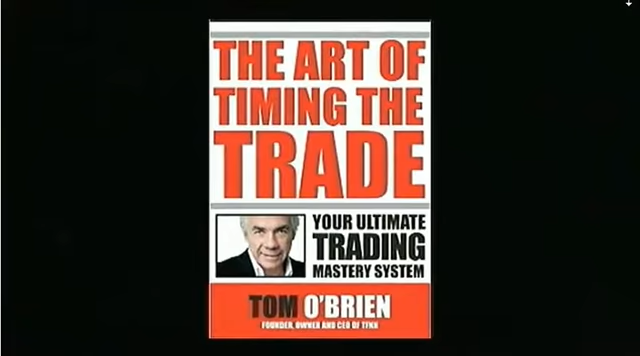 THE ART OF
TIMING THE
TRADE
YOUR ULTIMATE
TRADING
MASTERY SYSTEM
TOM O'BRIEN
FOUNDER, OWNER AND CEO OF TFNN